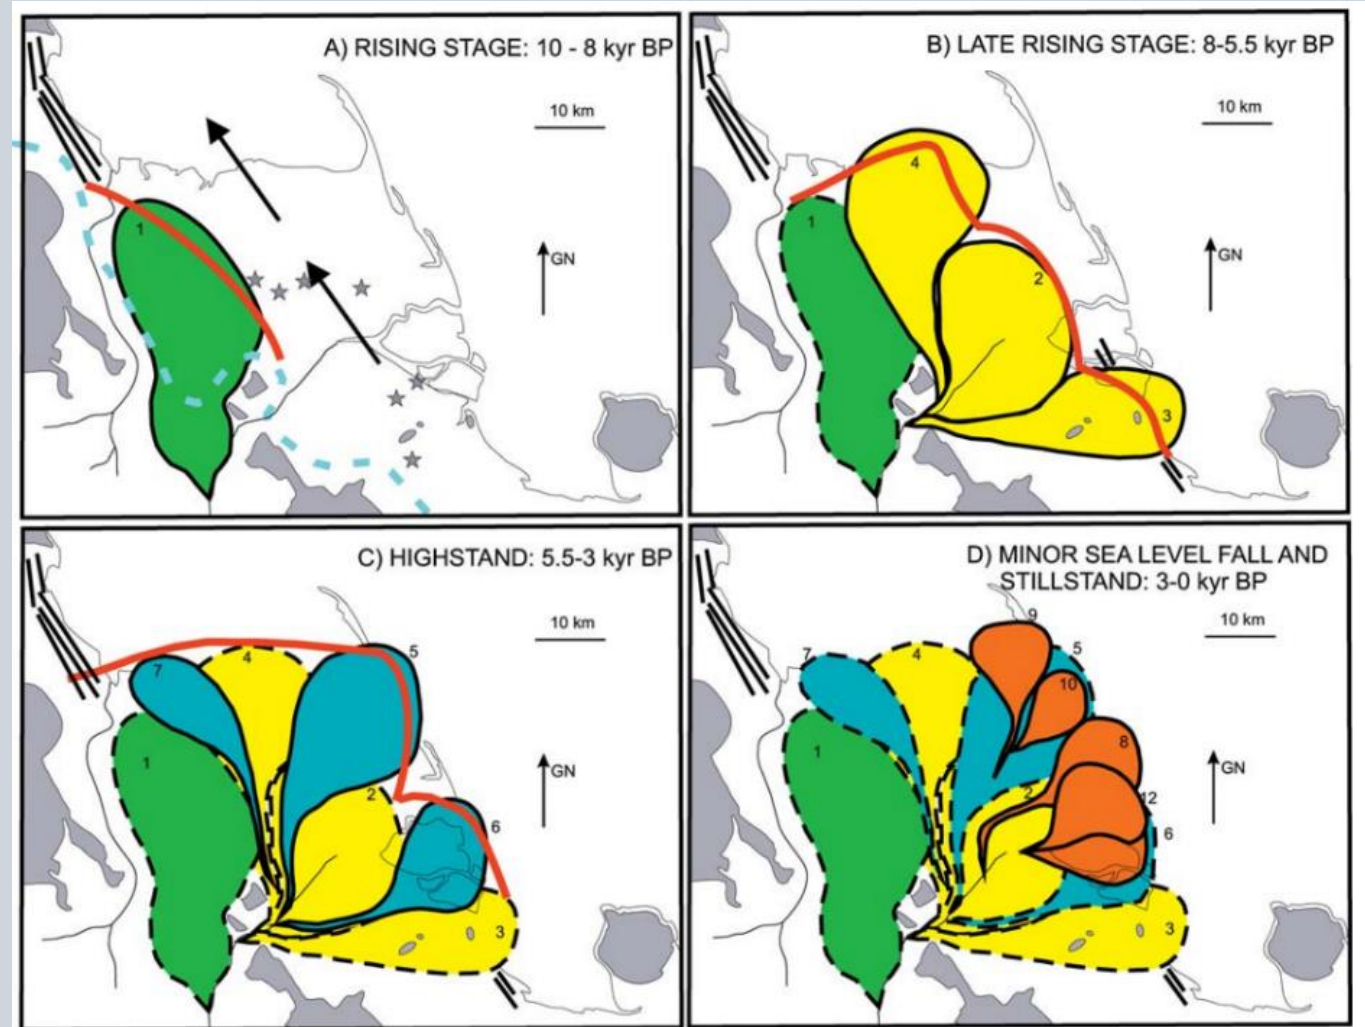 A) RISING STAGE: 10 - 8 kyr BP
10 km
1
GN
B) LATE RISING STAGE: 8-5.5 kyr BP
10 km
4
1
GN
2
3
C) HIGHSTAND: 5.5-3 kyr BP
10 km
5
4
7
1
GN
2
6
3
D) MINOR SEA LEVEL FALL AND
STILLSTAND: 3-0 kyr BP
9
10 km
7
4
5
10
8
1
GN
2
12
6
3